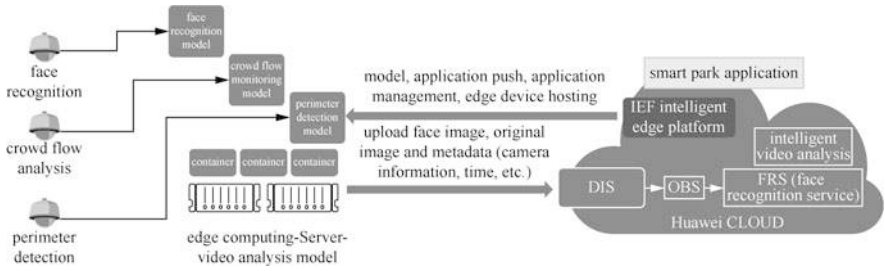 face
recognition
model
face
recognition
crowd flow
monitoring
model
crowd flow
analysis
perimeter
detection
model
perimeter
detection
container
container
container
edge computing-Server-
video analysis model
model, application push, application
management, edge device hosting
upload face image, original
image and metadata (camera
information, time, etc.)
smart park application
IEF intelligent
edge platform
intelligent
video analysis
DIS
OBS
FRS (face
recognition service)
Huawei CLOUD